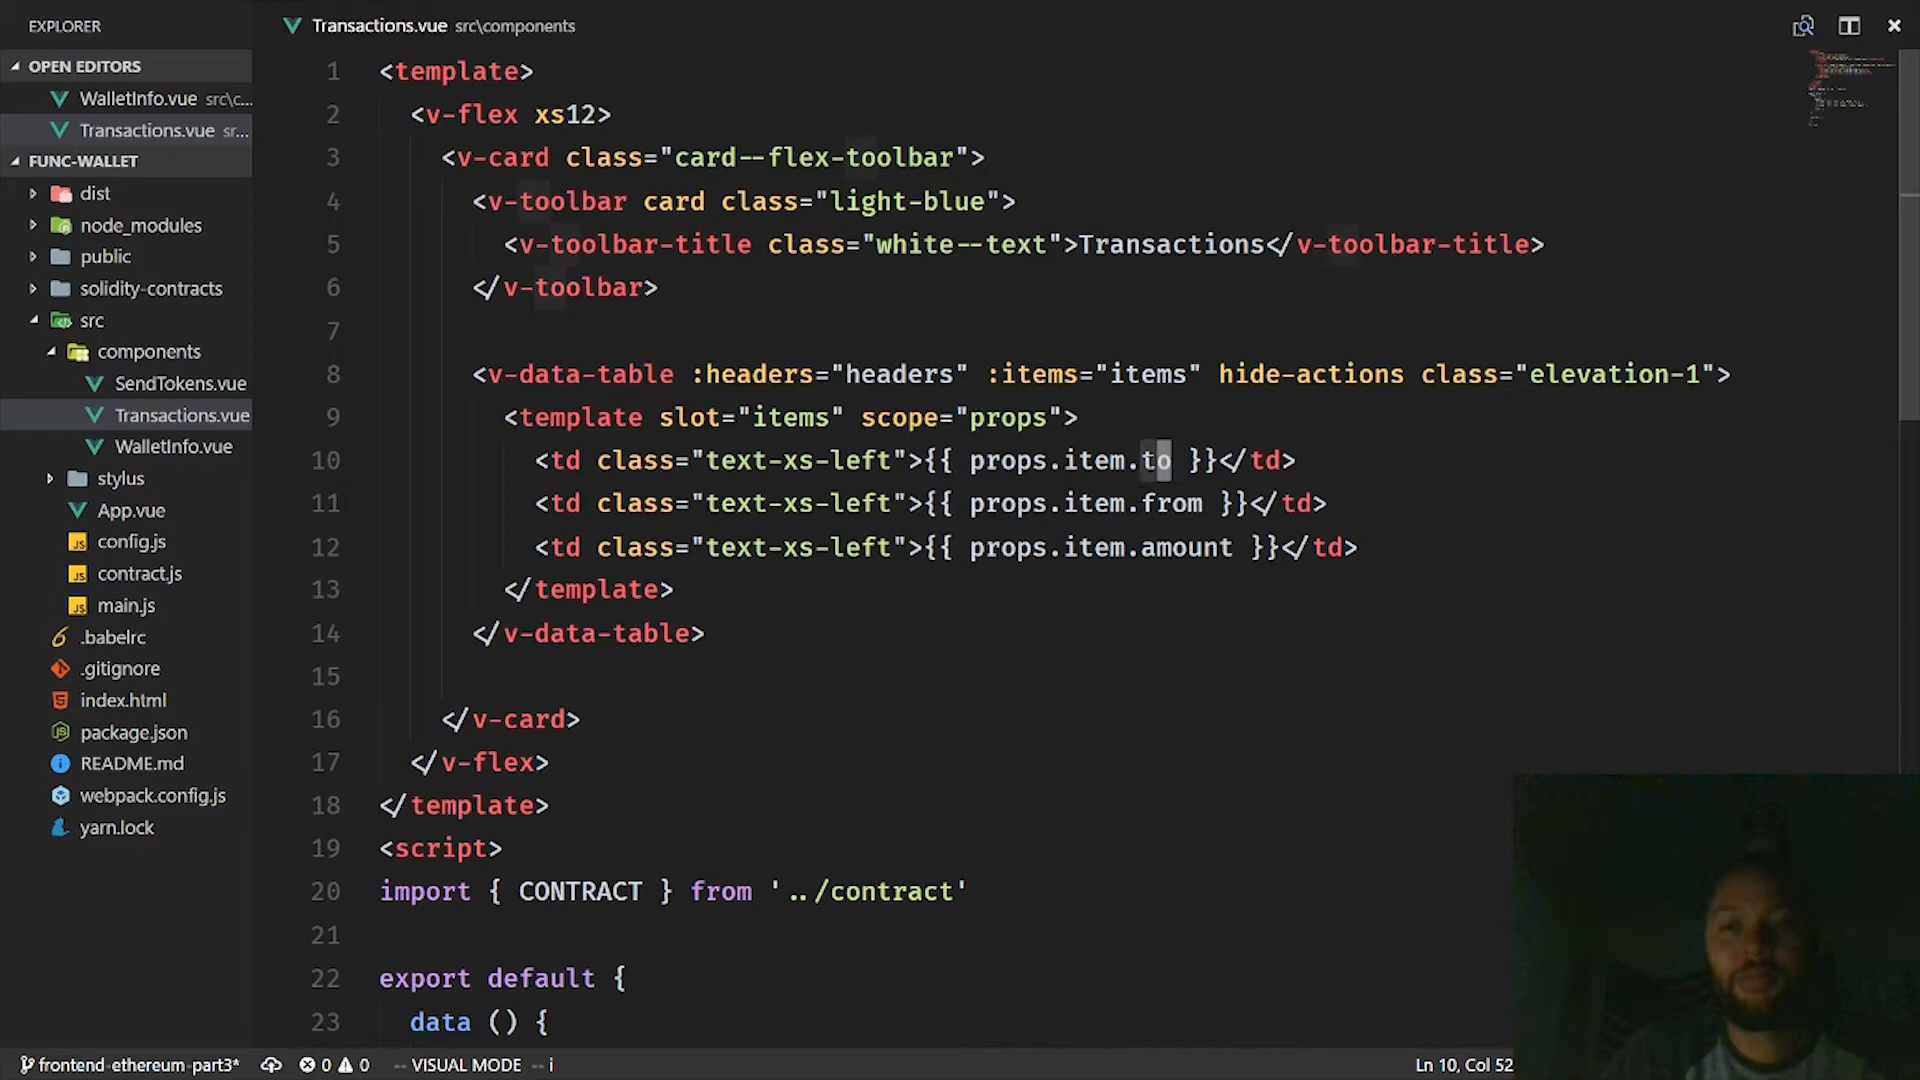 EXPLORER
OPEN EDITORS
WalletInfo.vue src\c...
Transactions.vue sr...
FUNC-WALLET
dist
node_modules
public
solidity-contracts
src
components
SendTokens.vue
Transactions.vue
WalletInfo.vue
stylus
App.vue
config.js
contract.js
main.js
.babelrc
.gitignore
index.html
package.json
README.md
webpack.config.js
yarn.lock
Transactions.vue src\components
1 <template>
2 <v-flex xs12>
3 <v-card class="card--flex-toolbar">
4 <v-toolbar card class="light-blue">
5 <v-toolbar-title class="white--text">Transactions</v-toolbar-title>
6 </v-toolbar>
7
8 <v-data-table :headers="headers" :items="items" hide-actions class="elevation-1">
9 <template slot="items" scope="props">
10 <td class="text-xs-left">{{ props.item.to }}</td>
11 <td class="text-xs-left">{{ props.item.from }}</td>
12 <td class="text-xs-left">{{ props.item.amount }}</td>
13 </template>
14 </v-data-table>
15
16 </v-card>
17 </v-flex>
18 </template>
19 <script>
20 import { CONTRACT } from '../contract'
21
22 export default {
23 data () {
frontend-ethereum-part3* 0 0 -- VISUAL MODE -- i Ln 10, Col 52